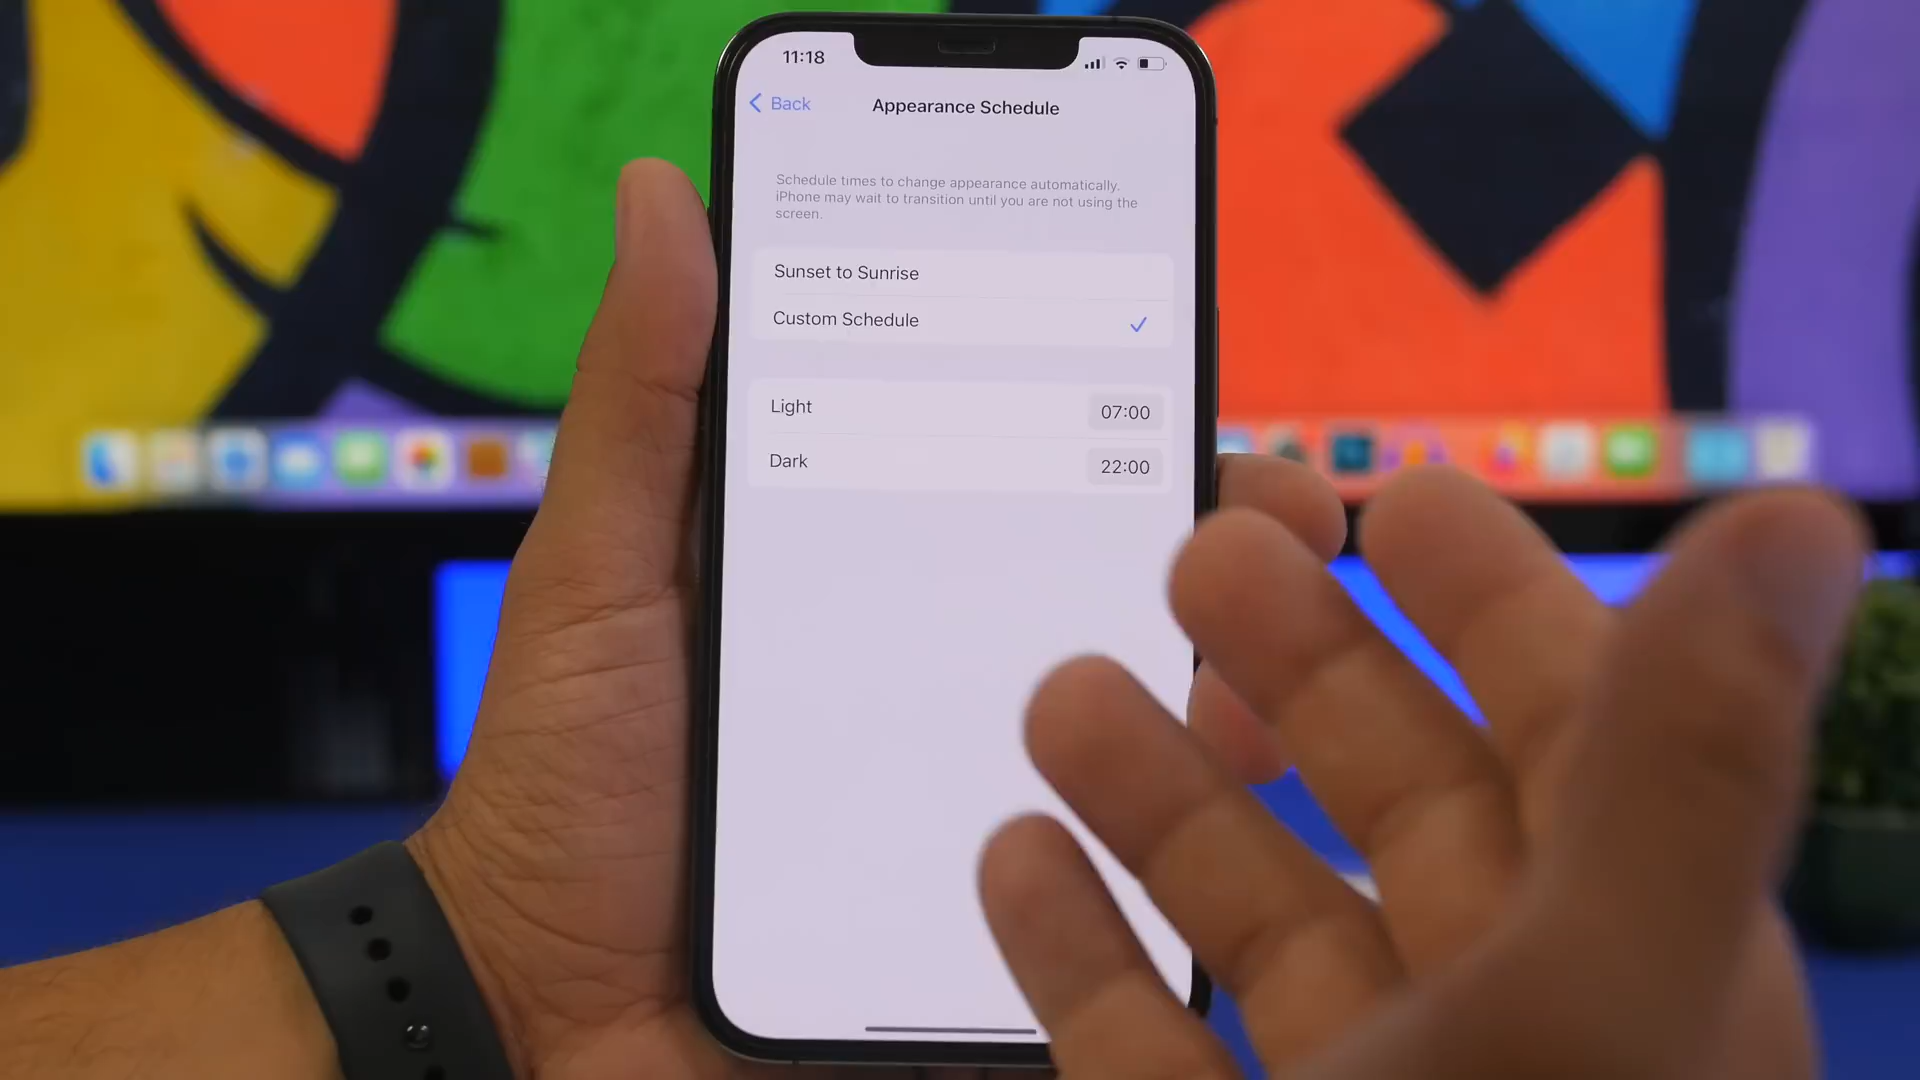 11:18
Back
Appearance Schedule
Schedule times to change appearance automatically.
iPhone may wait to transition until you are not using the
screen.
Sunset to Sunrise
Custom Schedule
Light 07:00
Dark 22:00